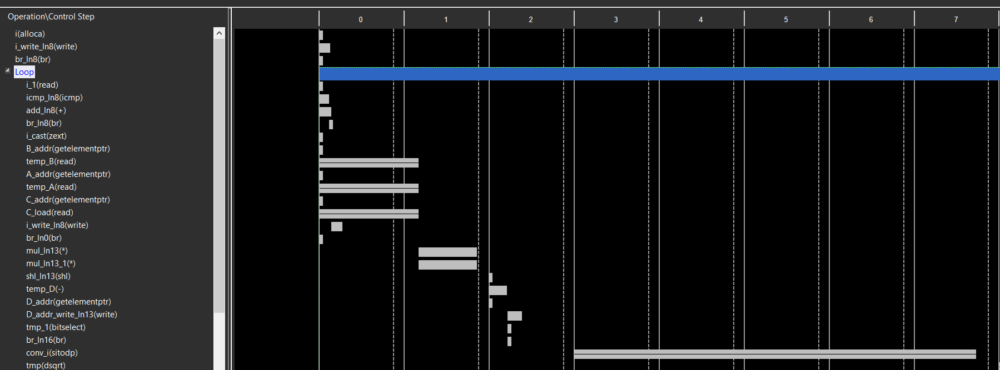 Operation\Control Step
0 1 2 3 4 5 6 7
i(alloca)
i_write_ln8(write)
br_ln8(br)
Loop
i_1(read)
icmp_ln8(icmp)
add_ln8(+)
br_ln8(br)
i_cast(zext)
B_addr(getelementptr)
temp_B(read)
A_addr(getelementptr)
temp_A(read)
C_addr(getelementptr)
C_load(read)
i_write_ln8(write)
br_ln0(br)
mul_ln13(*)
mul_ln13_1(*)
shl_ln13(shl)
temp_D(-)
D_addr(getelementptr)
D_addr_write_ln13(write)
tmp_1(bitselect)
br_ln16(br)
conv_i(sitodp)
tmp(dsqrt)